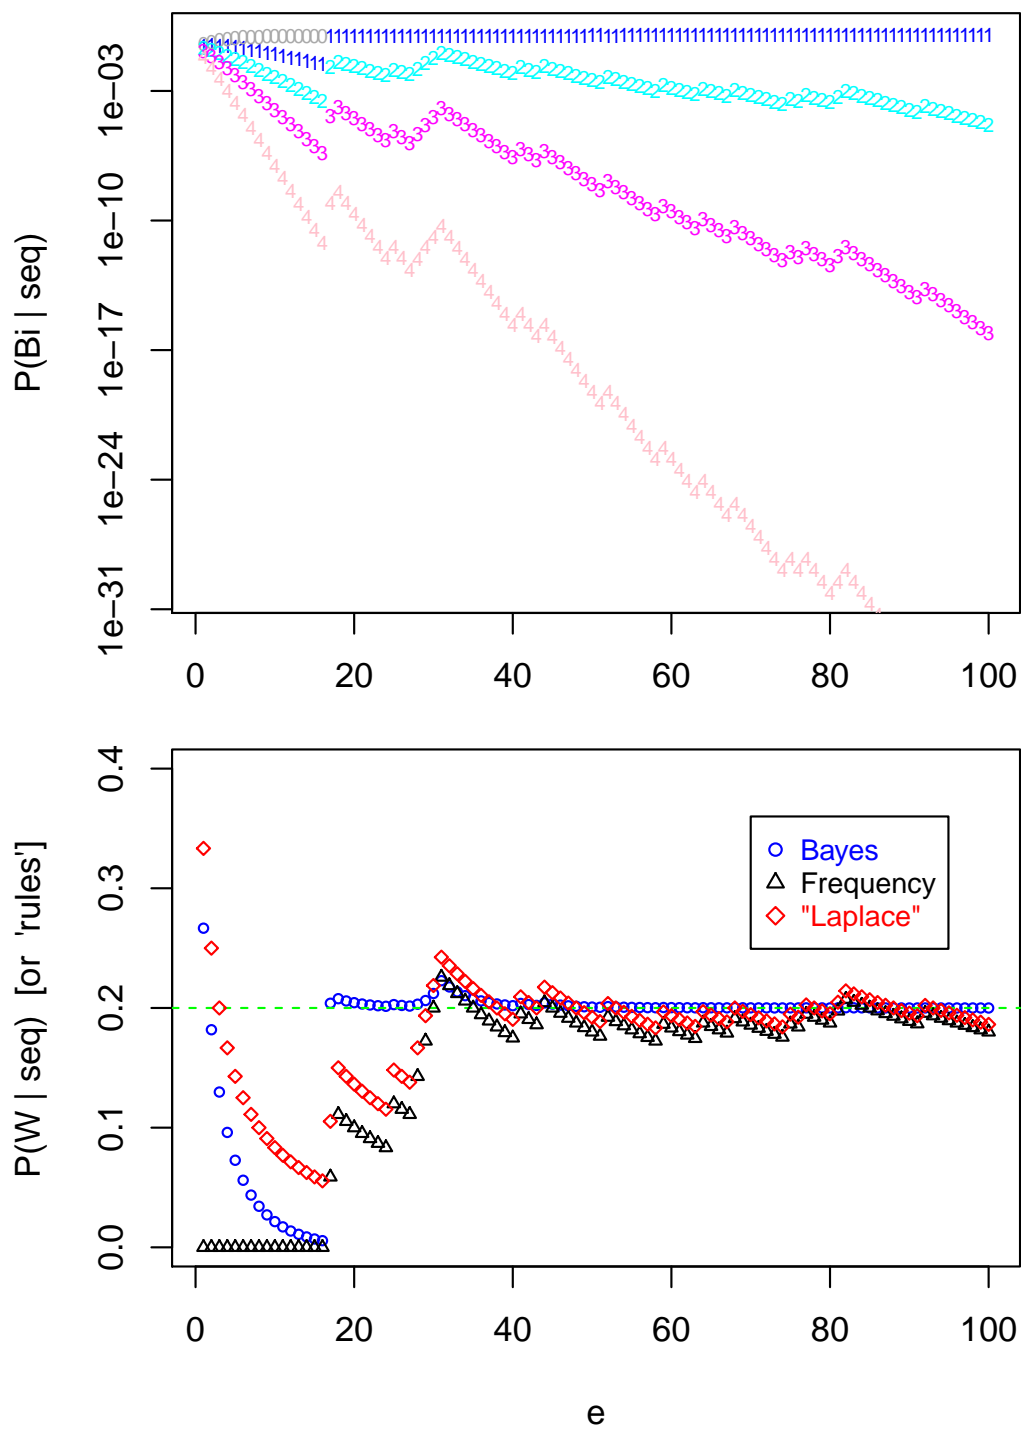 P(Bi | seq)
1e−03
1e−10
1e−17
1e−24
1e−31
0 20 40 60 80 100
P(W | seq) [or 'rules']
0.4
0.3
0.2
0.1
0.0
Bayes
Frequency
"Laplace"
0 20 40 60 80 100
e